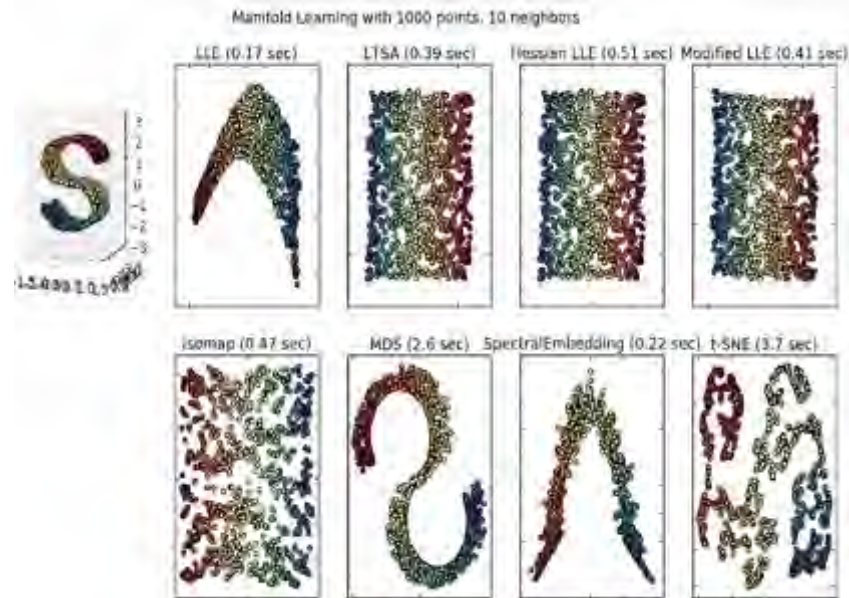 Manifold Learning with 1000 points, 10 neighbors
LLE (0.17 sec)
LTSA (0.39 sec)
Hessian LLE (0.51 sec)
Modified LLE (0.41 sec)
Isomap (0.47 sec)
MDS (2.6 sec)
SpectralEmbedding (0.22 sec)
t-SNE (3.7 sec)